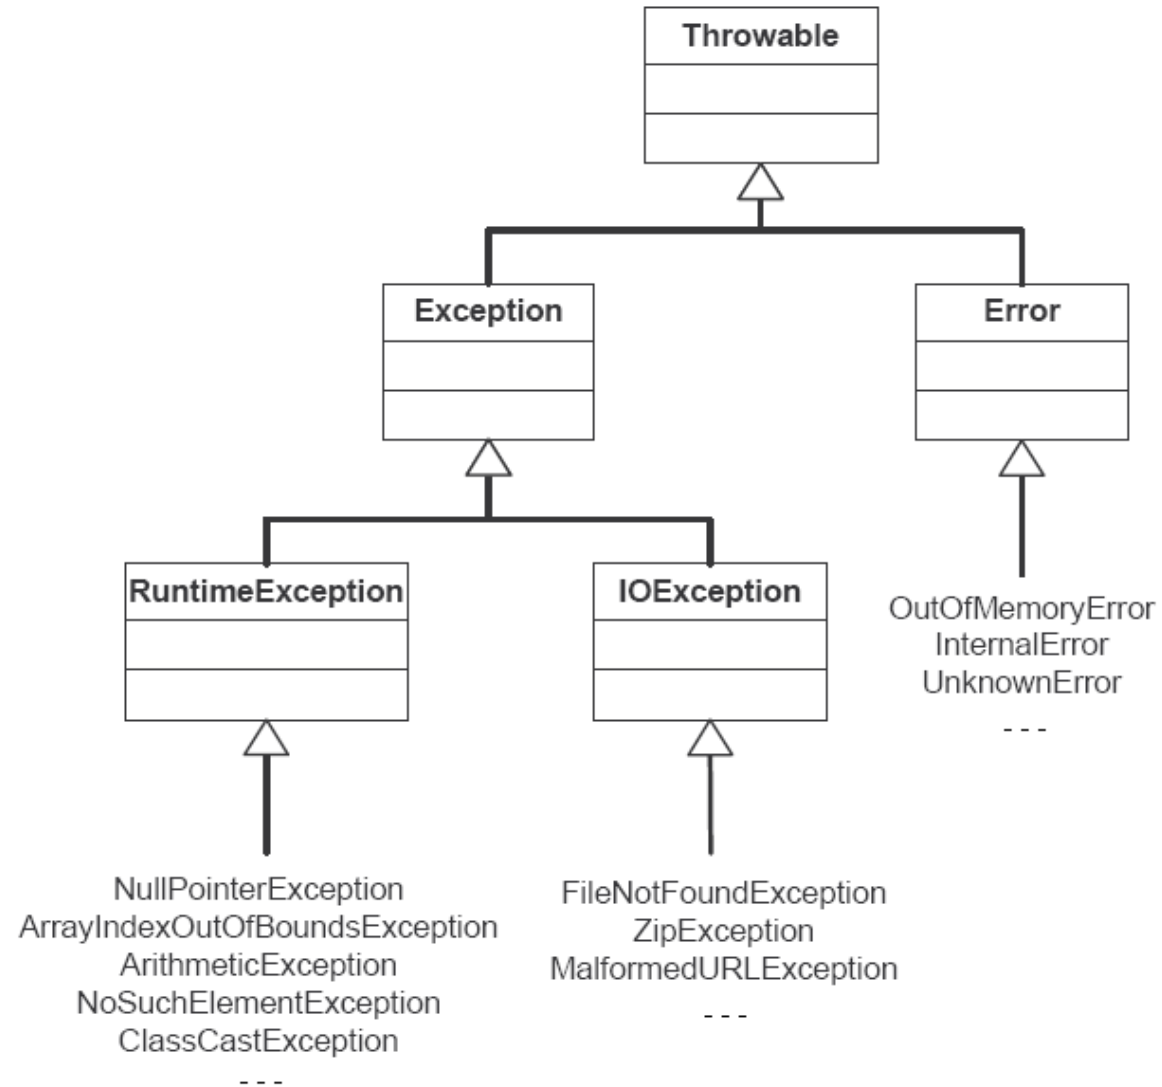 Throwable
Exception
Error
RuntimeException
IOException
OutOfMemoryError
InternalError
UnknownError
- - -
NullPointerException
ArrayIndexOutOfBoundsException
ArithmeticException
NoSuchElementException
ClassCastException
- - -
FileNotFoundException
ZipException
MalformedURLException
- - -